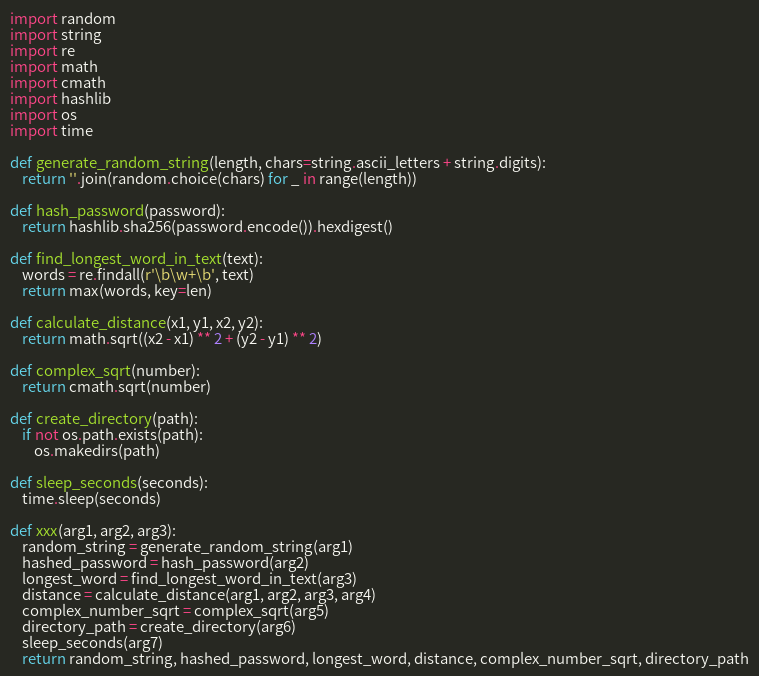 import random
import string
import re
import math
import cmath
import hashlib
import os
import time

def generate_random_string(length, chars=string.ascii_letters + string.digits):
    return ''.join(random.choice(chars) for _ in range(length))

def hash_password(password):
    return hashlib.sha256(password.encode()).hexdigest()

def find_longest_word_in_text(text):
    words = re.findall(r'\b\w+\b', text)
    return max(words, key=len)

def calculate_distance(x1, y1, x2, y2):
    return math.sqrt((x2 - x1) ** 2 + (y2 - y1) ** 2)

def complex_sqrt(number):
    return cmath.sqrt(number)

def create_directory(path):
    if not os.path.exists(path):
        os.makedirs(path)

def sleep_seconds(seconds):
    time.sleep(seconds)

def xxx(arg1, arg2, arg3):
    random_string = generate_random_string(arg1)
    hashed_password = hash_password(arg2)
    longest_word = find_longest_word_in_text(arg3)
    distance = calculate_distance(arg1, arg2, arg3, arg4)
    complex_number_sqrt = complex_sqrt(arg5)
    directory_path = create_directory(arg6)
    sleep_seconds(arg7)
    return random_string, hashed_password, longest_word, distance, complex_number_sqrt, directory_path